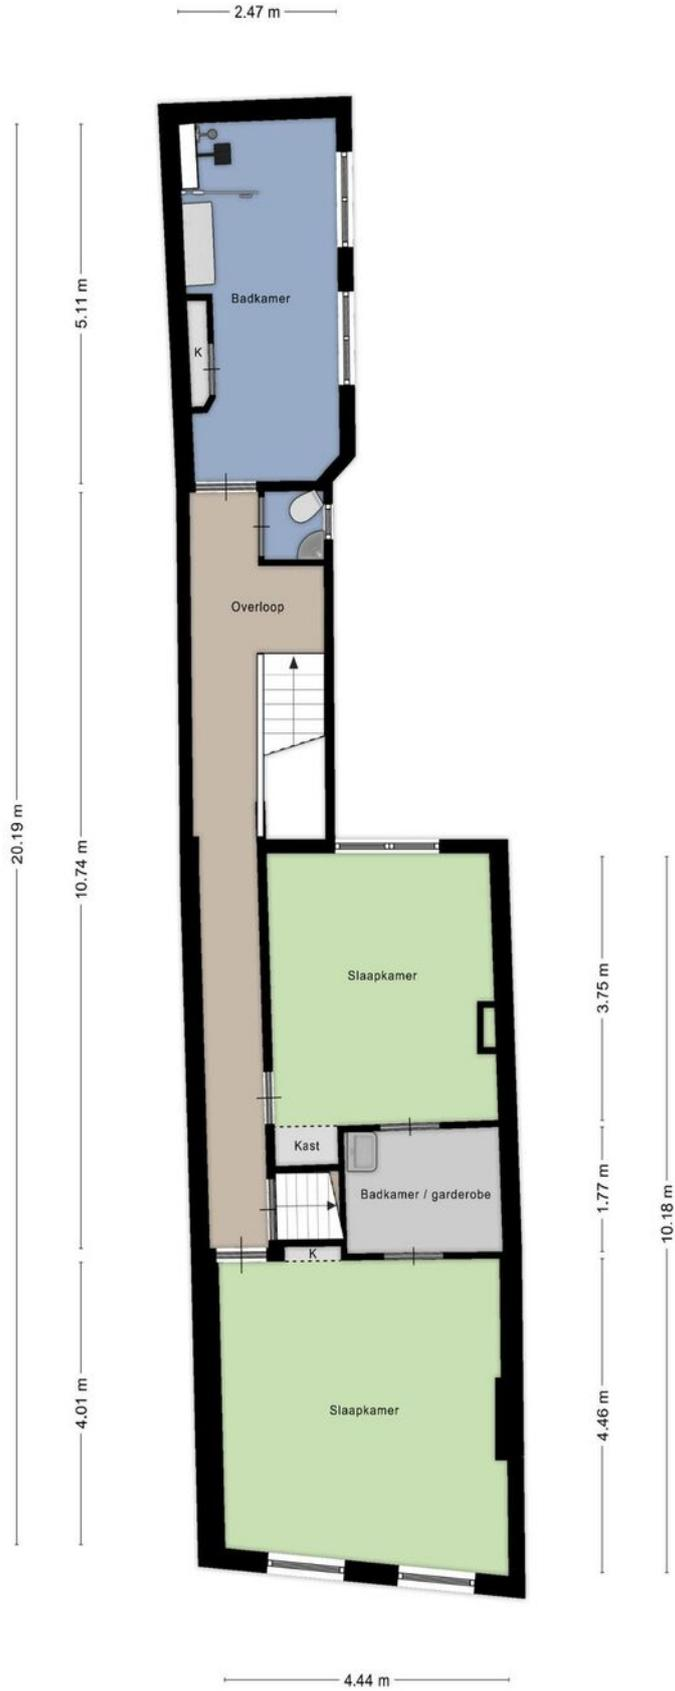 2.47 m
5.11 m
Badkamer
K
Overloop
20.19 m
10.74 m
Slaapkamer
3.75 m
Kast
Badkamer / garderobe
1.77 m
10.18 m
K
4.01 m
Slaapkamer
4.46 m
4.44 m